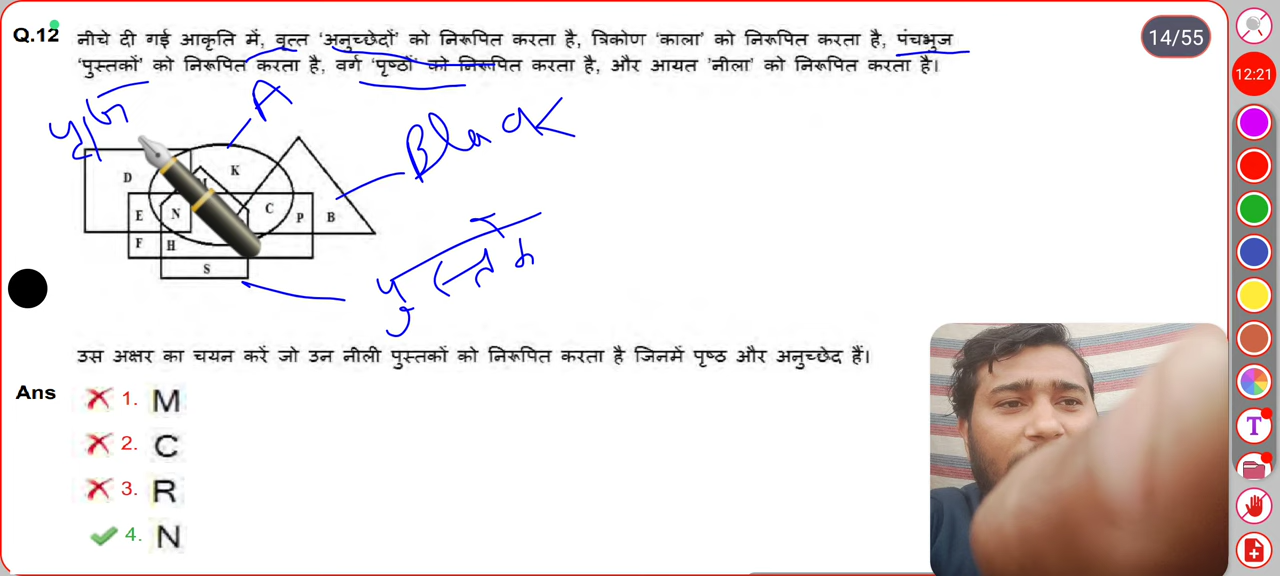 Q.12 नीचे दी गई आकृति में, वृत्त 'अनुच्छेदों' को निरूपित करता है, त्रिकोण 'काला' को निरूपित करता है, पंचभुज
14/55
'पुस्तकों' को निरूपित करता है, वर्ग 'पृष्ठों' को निरूपित करता है, और आयत 'नीला' को निरूपित करता है।
12:21
A
Black
D
K
E
N
C
P
B
F
H
S
उस अक्षर का चयन करें जो उन नीली पुस्तकों को निरूपित करता है जिनमें पृष्ठ और अनुच्छेद हैं।
Ans
1. M
2. C
3. R
4. N
T